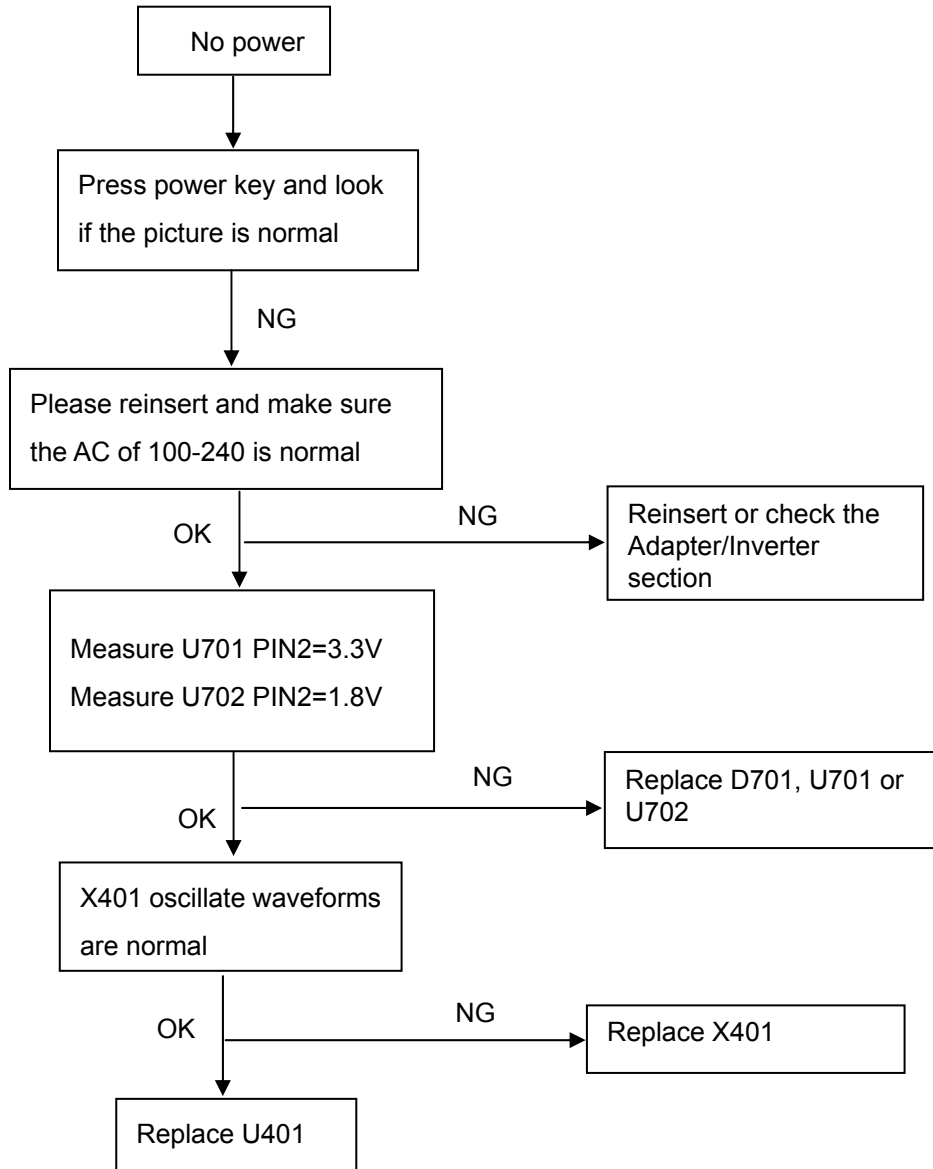 No power
Press power key and look
if the picture is normal
NG
Please reinsert and make sure
the AC of 100-240 is normal
OK
NG
Reinsert or check the
Adapter/Inverter
section
Measure U701 PIN2=3.3V
Measure U702 PIN2=1.8V
OK
NG
Replace D701, U701 or
U702
X401 oscillate waveforms
are normal
OK
NG
Replace X401
Replace U401